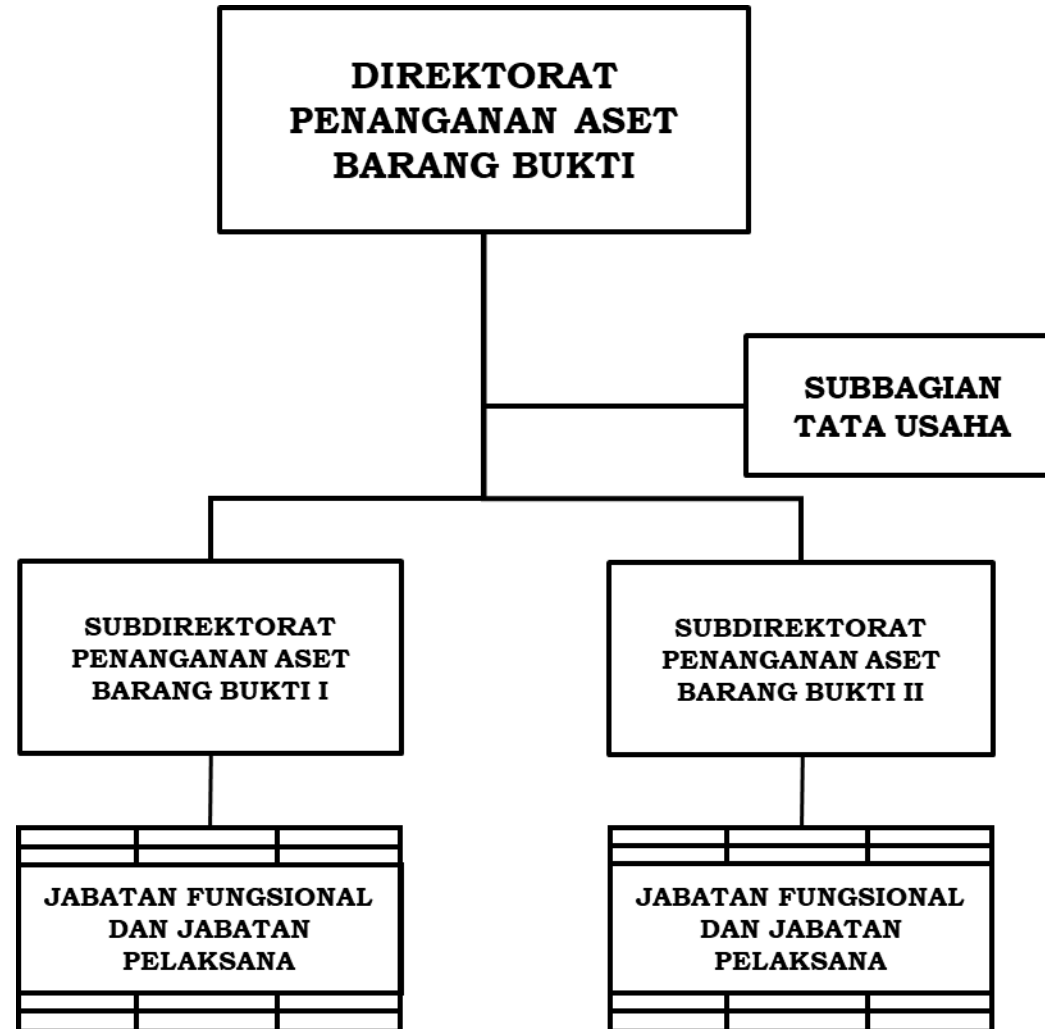 DIREKTORAT
PENANGANAN ASET
BARANG BUKTI
SUBBAGIAN
TATA USAHA
SUBDIREKTORAT
PENANGANAN ASET
BARANG BUKTI I
SUBDIREKTORAT
PENANGANAN ASET
BARANG BUKTI II
JABATAN FUNGSIONAL
DAN JABATAN
PELAKSANA
JABATAN FUNGSIONAL
DAN JABATAN
PELAKSANA